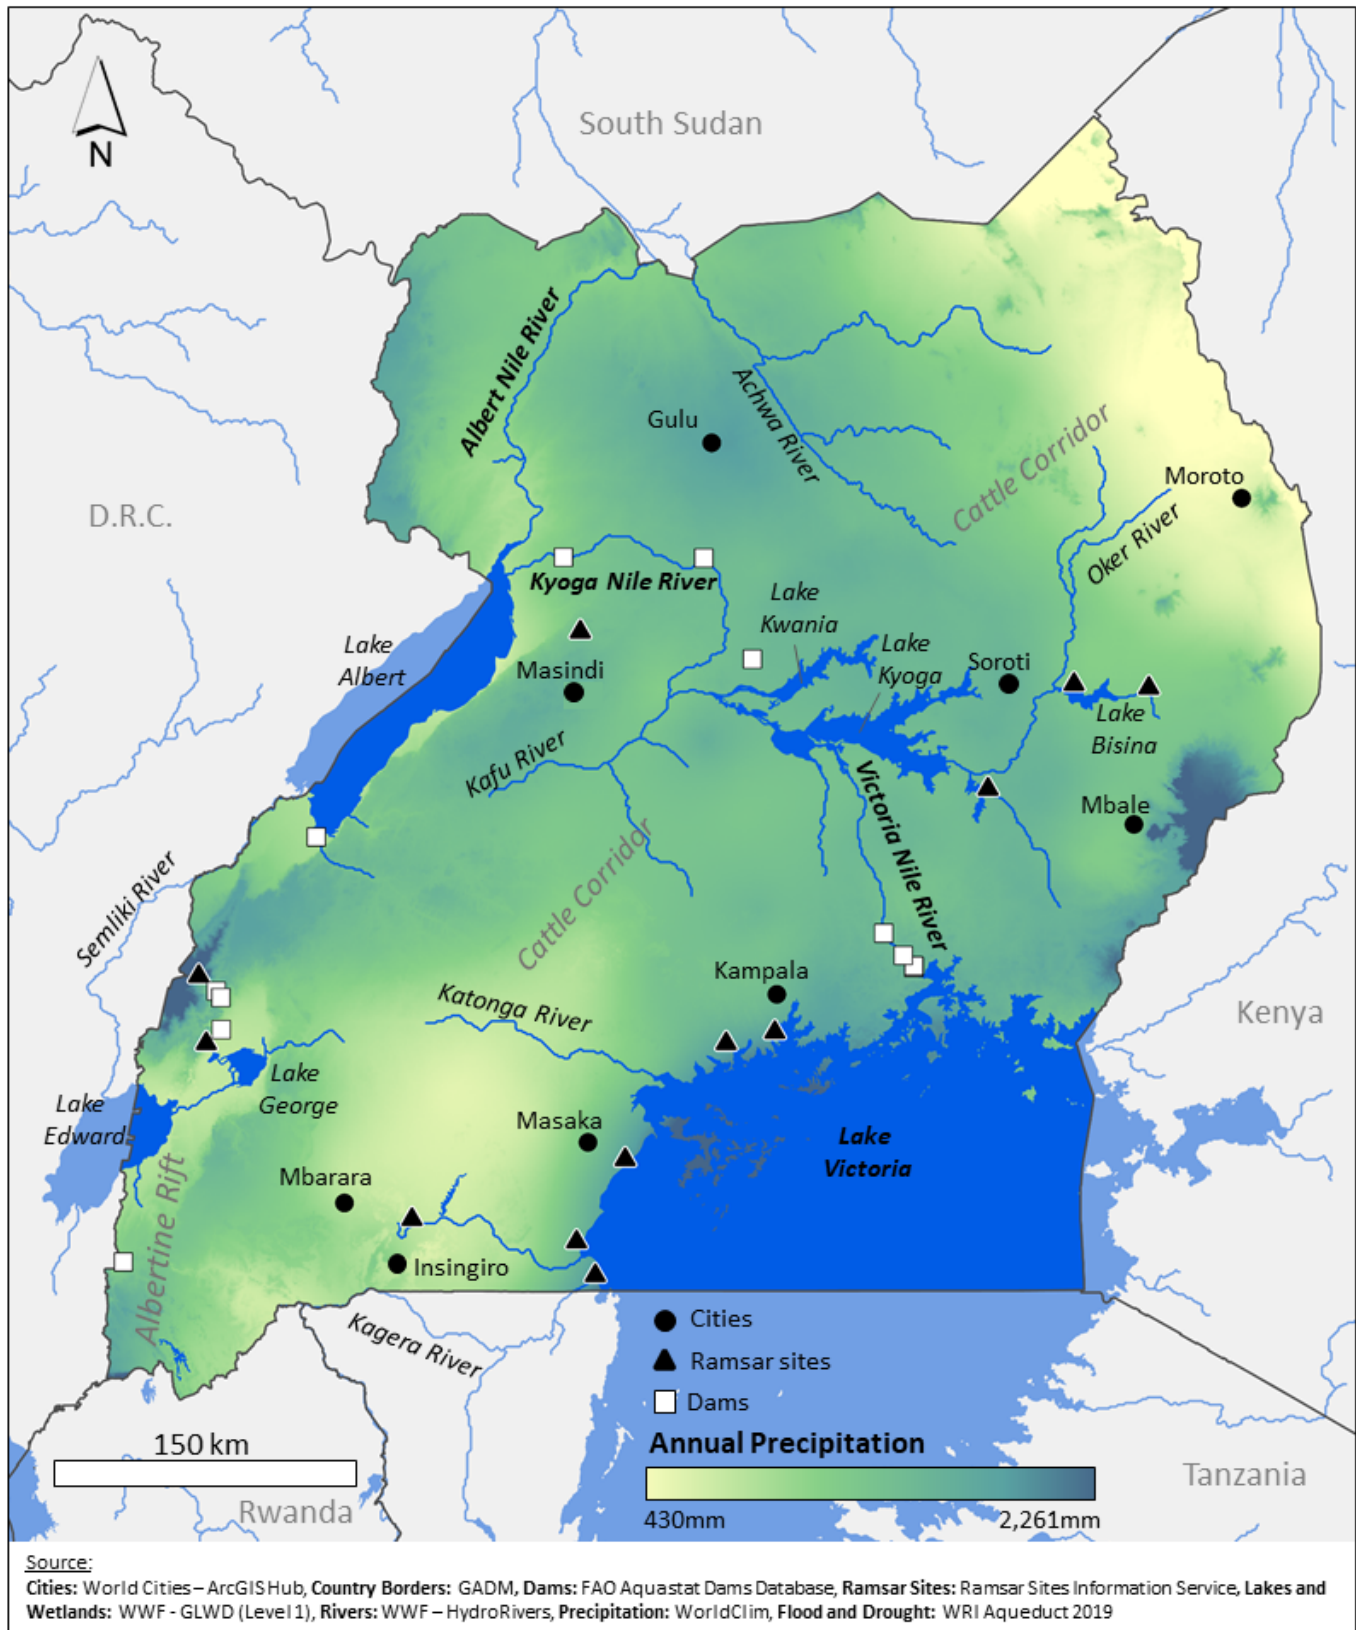 South Sudan
N
Albert Nile River
Achwa River
Gulu
Cattle Corridor
Moroto
D.R.C.
Oker River
Kyoga Nile River
Lake
Kwania
Lake
Albert
Lake
Kyoga
Soroti
Masindi
Lake
Bisina
Kafu River
Victoria Nile River
Mbale
Semliki River
Cattle Corridor
Kampala
Katonga River
Kenya
Lake
George
Lake
Edward
Masaka
Lake
Victoria
Mbarara
Albertine Rift
Insingiro
Kagera River
Cities
Ramsar sites
Dams
Annual Precipitation
430mm
2,261mm
150 km
Rwanda
Tanzania
Source:
Cities: World Cities – ArcGIS Hub, Country Borders: GADM, Dams: FAO Aquastat Dams Database, Ramsar Sites: Ramsar Sites Information Service, Lakes and
Wetlands: WWF - GLWD (Level 1), Rivers: WWF – HydroRivers, Precipitation: WorldClim, Flood and Drought: WRI Aqueduct 2019